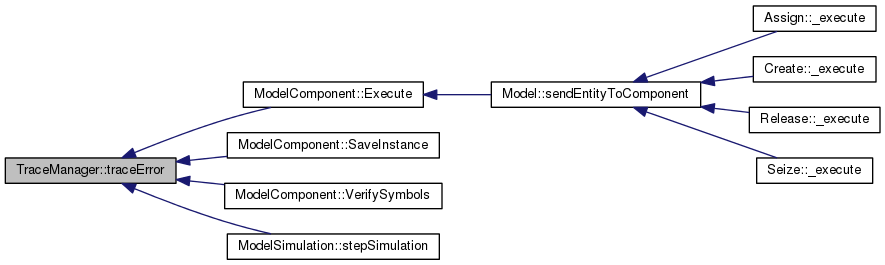 Assign::_execute
Create::_execute
ModelComponent::Execute
Model::sendEntityToComponent
Release::_execute
ModelComponent::SaveInstance
TraceManager::traceError
Seize::_execute
ModelComponent::VerifySymbols
ModelSimulation::stepSimulation